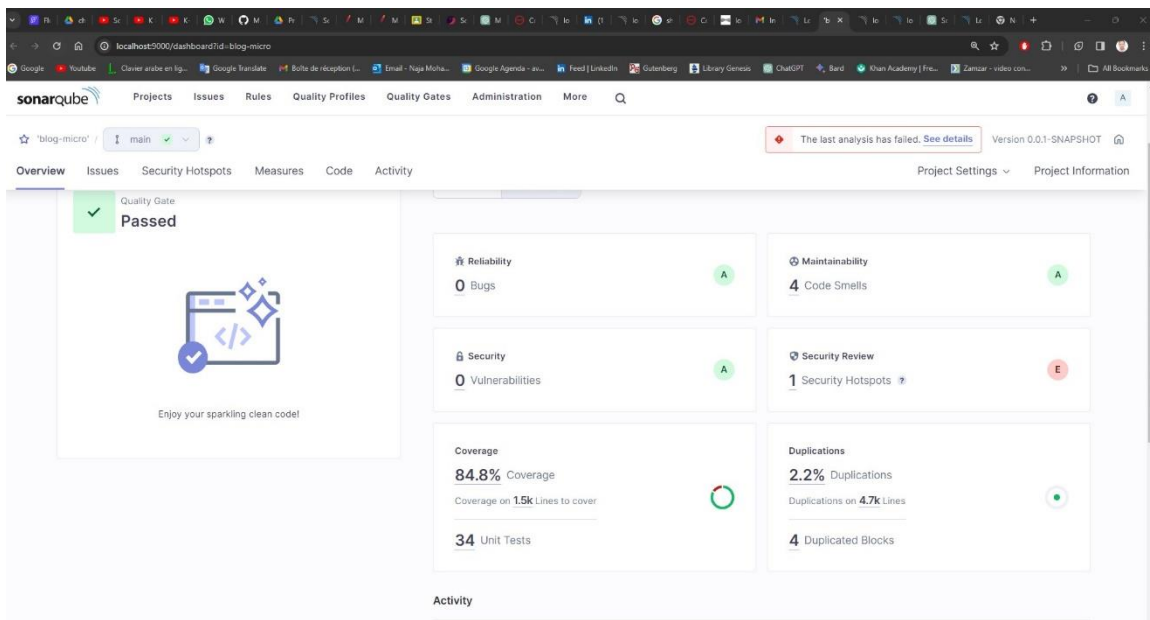 localhost:9000/dashboard?id=blog-micro
Google Youtube Clavier arabe en lig... Google Translate Boîte de réception (... Email - Naja Moha... Google Agenda - av... Feed | LinkedIn Gutenberg Library Genesis ChatGPT Bard Khan Academy | Fre... Zamzar - video con... » All Bookmarks
sonarqube Projects Issues Rules Quality Profiles Quality Gates Administration More A
'blog-micro' / main ? The last analysis has failed. See details Version 0.0.1-SNAPSHOT
Overview Issues Security Hotspots Measures Code Activity Project Settings Project Information
Quality Gate
Passed
Enjoy your sparkling clean code!
Reliability
0 Bugs
A
Maintainability
4 Code Smells
A
Security
0 Vulnerabilities
A
Security Review
1 Security Hotspots ?
E
Coverage
84.8% Coverage
Coverage on 1.5k Lines to cover
34 Unit Tests
Duplications
2.2% Duplications
Duplications on 4.7k Lines
4 Duplicated Blocks
Activity